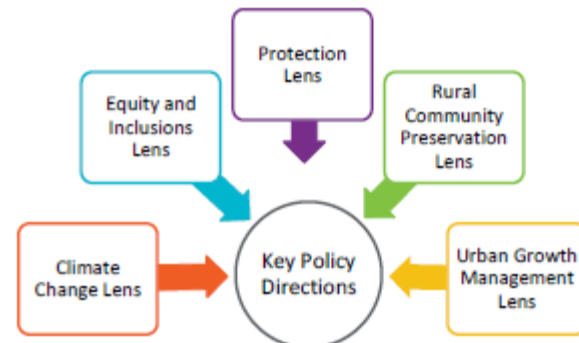 Protection
Lens
Equity and
Inclusions
Lens
Rural
Community
Preservation
Lens
Climate
Change Lens
Key Policy
Directions
Urban Growth
Management
Lens